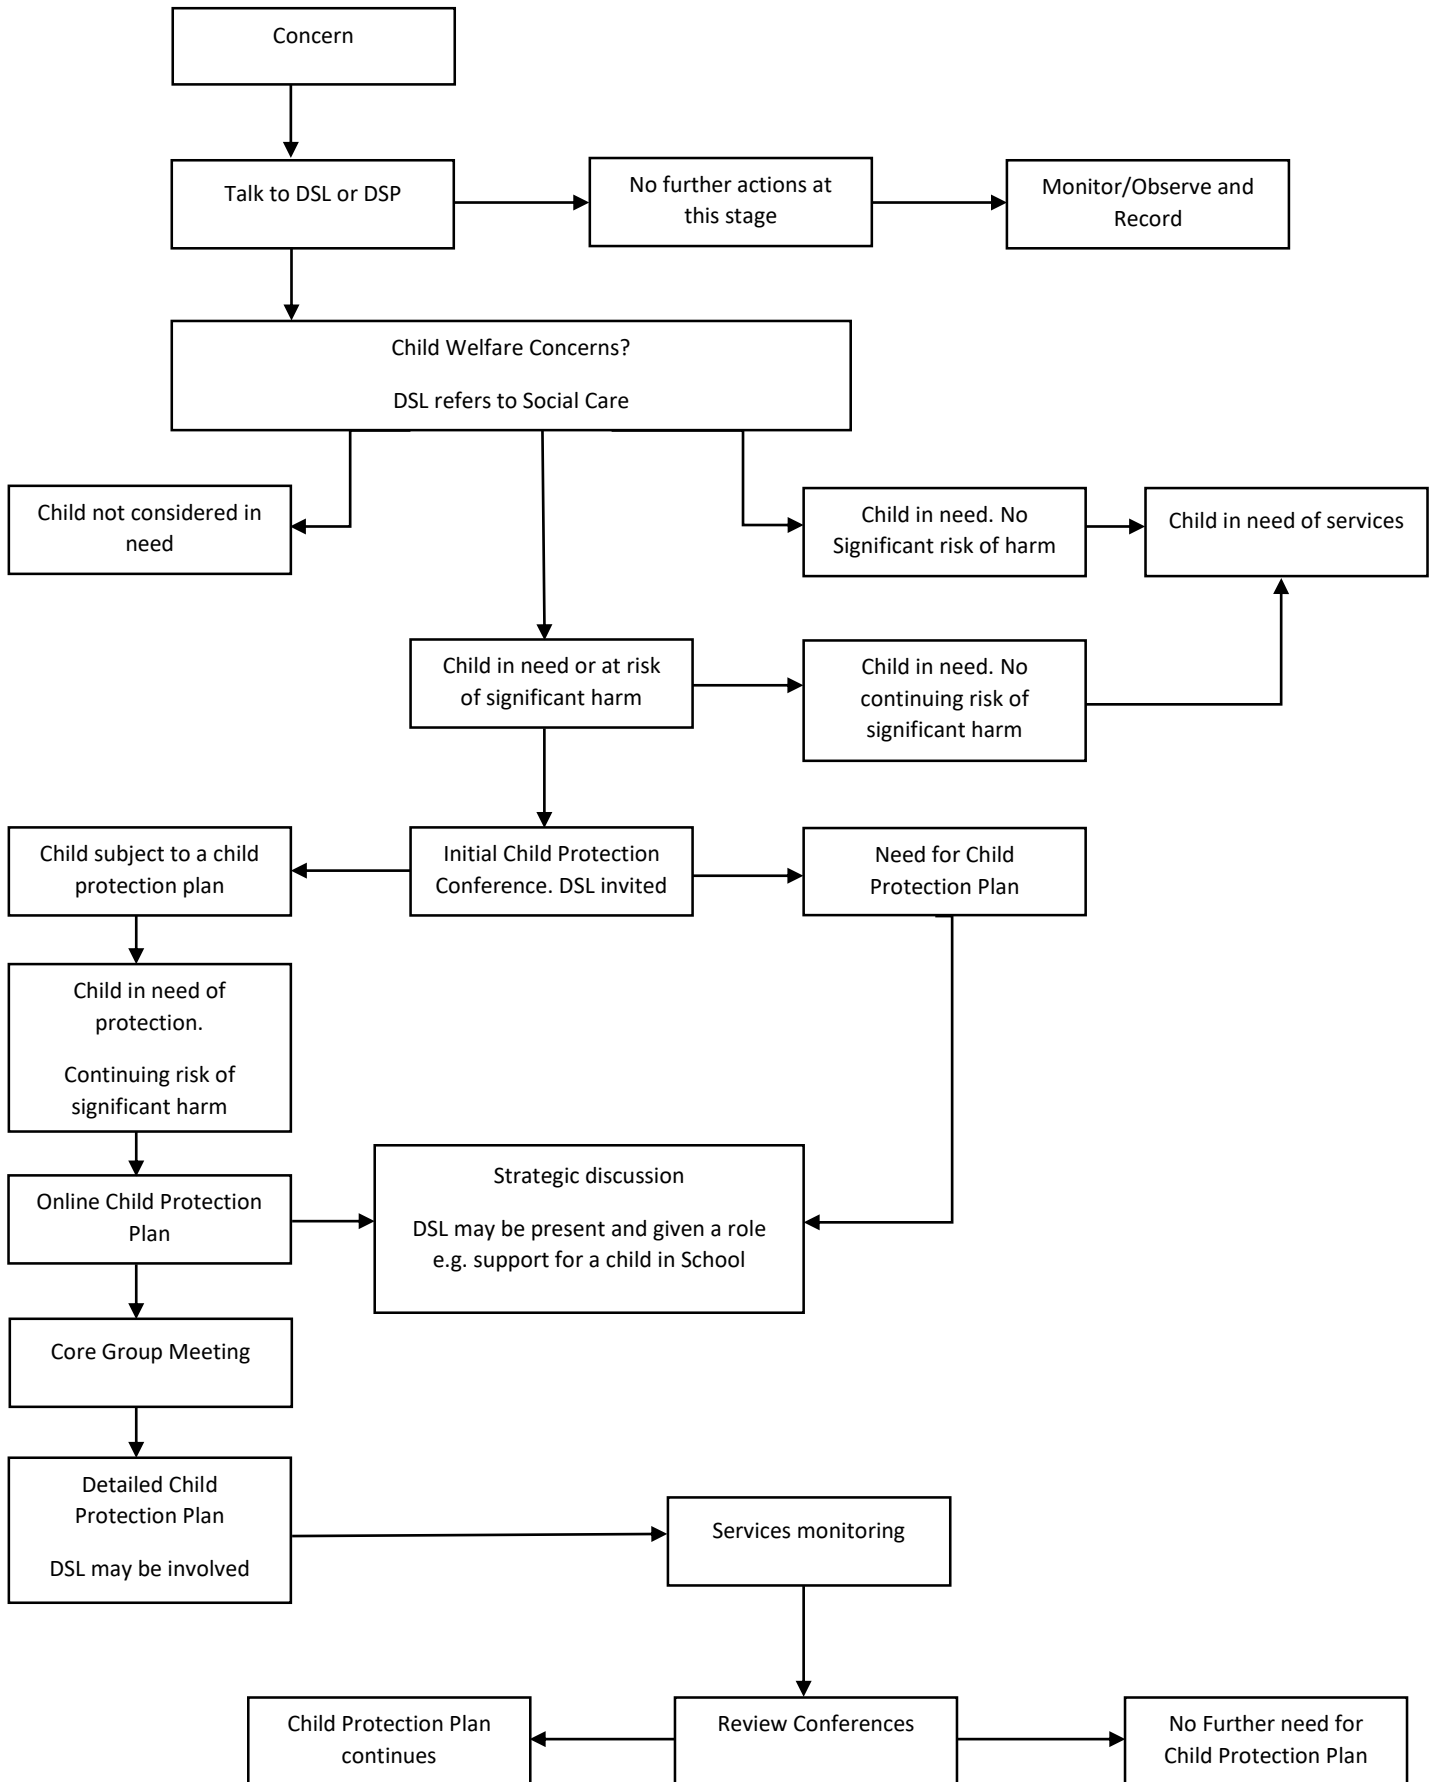 Concern
Talk to DSL or DSP
No further actions at
this stage
Monitor/Observe and
Record
Child Welfare Concerns?
DSL refers to Social Care
Child not considered in
need
Child in need. No
Significant risk of harm
Child in need of services
Child in need or at risk
of significant harm
Child in need. No
continuing risk of
significant harm
Child subject to a child
protection plan
Initial Child Protection
Conference. DSL invited
Need for Child
Protection Plan
Child in need of
protection.
Continuing risk of
significant harm
Online Child Protection
Plan
Strategic discussion
DSL may be present and given a role
e.g. support for a child in School
Core Group Meeting
Detailed Child
Protection Plan
DSL may be involved
Services monitoring
Child Protection Plan
continues
Review Conferences
No Further need for
Child Protection Plan